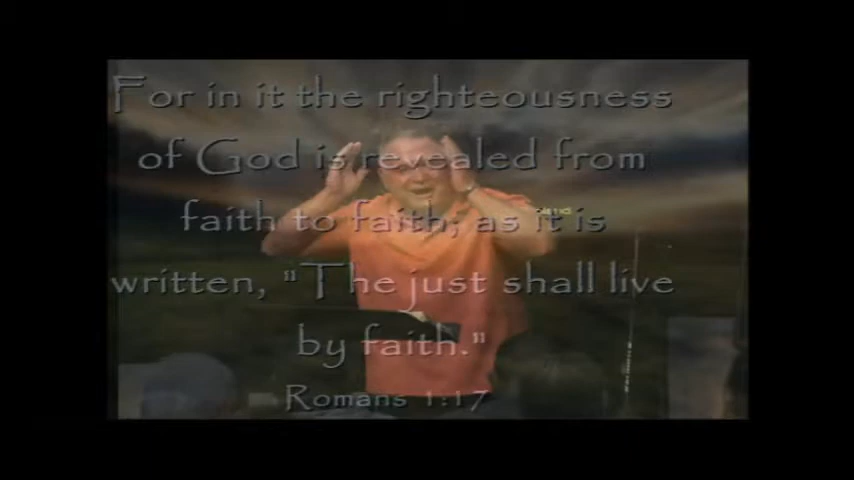 For in it the righteousness
of God is revealed from
faith to faith; as it is
written, "The just shall live
by faith."
Romans 1:17